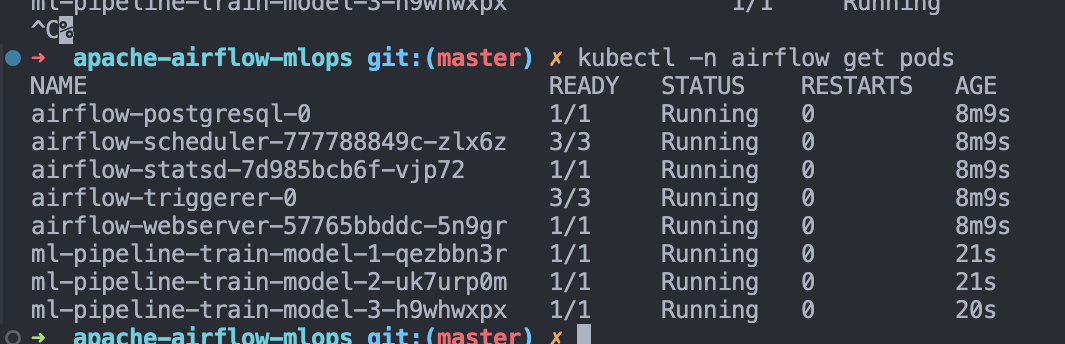 ml-pipeline-train-model-3-h9whwxpx 1/1 Running
^C%
➜ apache-airflow-mlops git:(master) ✗ kubectl -n airflow get pods
NAME READY STATUS RESTARTS AGE
airflow-postgresql-0 1/1 Running 0 8m9s
airflow-scheduler-777788849c-zlx6z 3/3 Running 0 8m9s
airflow-statsd-7d985bcb6f-vjp72 1/1 Running 0 8m9s
airflow-triggerer-0 3/3 Running 0 8m9s
airflow-webserver-57765bbddc-5n9gr 1/1 Running 0 8m9s
ml-pipeline-train-model-1-qezbbn3r 1/1 Running 0 21s
ml-pipeline-train-model-2-uk7urp0m 1/1 Running 0 21s
ml-pipeline-train-model-3-h9whwxpx 1/1 Running 0 20s
➜ apache-airflow-mlops git:(master) ✗